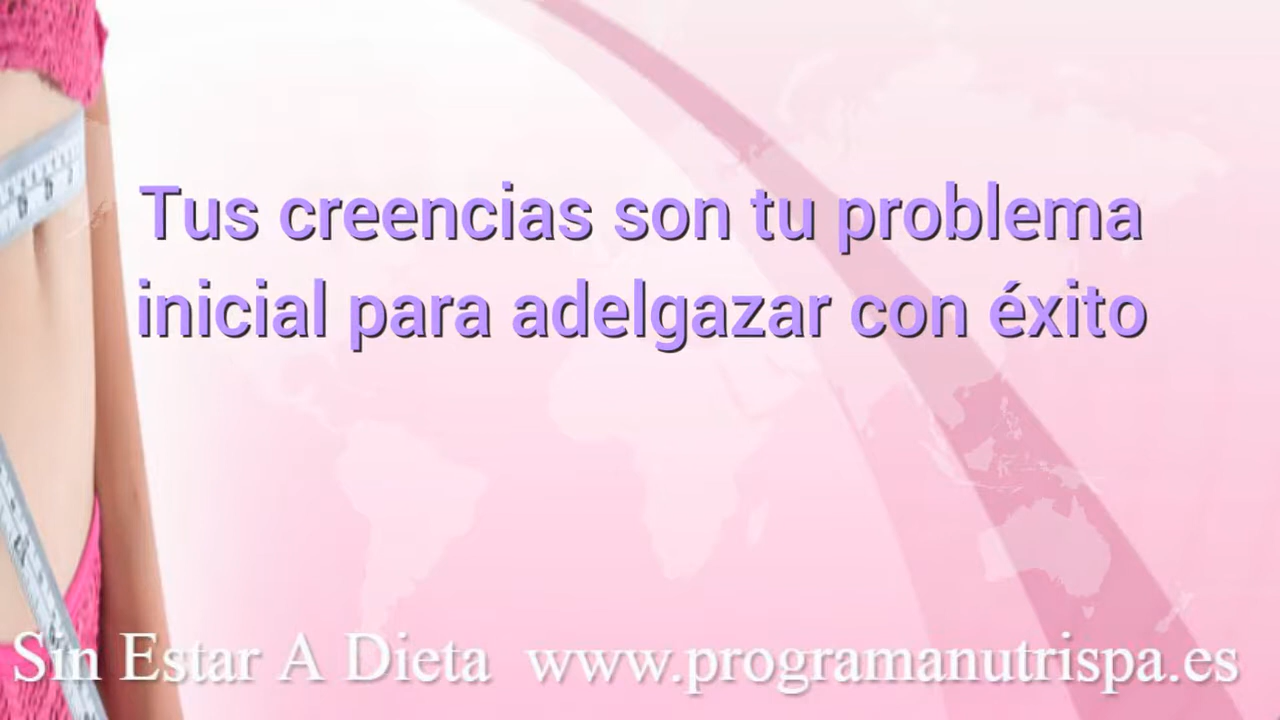 Tus creencias son tu problema
inicial para adelgazar con éxito
Sin Estar A Dieta www.programanutrispa.es